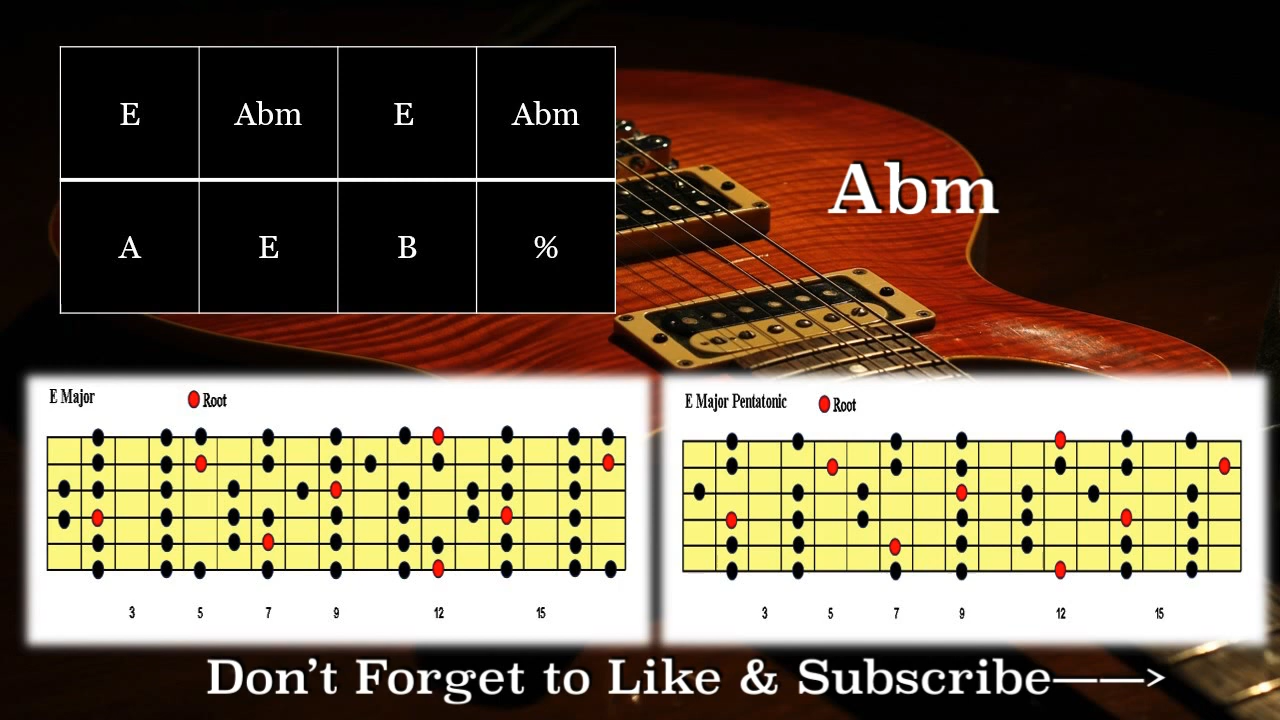 E Abm E Abm
Abm
A E B %
E Major Root
3 5 7 9 12 15
E Major Pentatonic Root
3 5 7 9 12 15
Don't Forget to Like & Subscribe——>